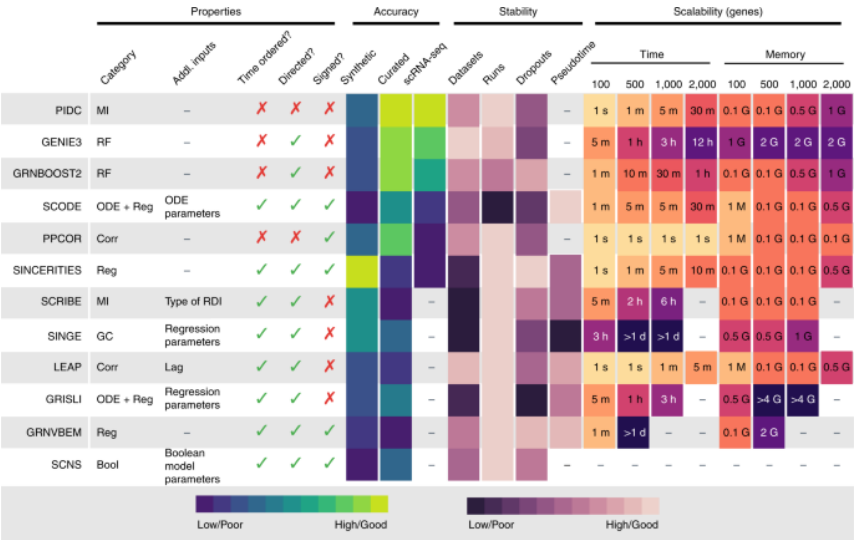 Properties Accuracy Stability Scalability (genes)
Category Addl. inputs Time ordered? Directed? Signed? Synthetic Curated scRNA-seq Datasets Runs Dropouts Pseudotime Time Memory
100 500 1,000 2,000 100 500 1,000 2,000
PIDC MI – ✗ ✗ ✗ – 1 s 1 m 5 m 30 m 0.1 G 0.1 G 0.5 G 1 G
GENIE3 RF – ✗ ✓ ✗ – 5 m 1 h 3 h 12 h 1 G 2 G 2 G 2 G
GRNBOOST2 RF – ✗ ✓ ✗ – 1 m 10 m 30 m 1 h 0.1 G 0.1 G 0.5 G 1 G
SCODE ODE + Reg ODE parameters ✓ ✓ ✓ 1 m 5 m 5 m 30 m 1 M 0.1 G 0.1 G 0.5 G
PPCOR Corr – ✗ ✗ ✓ – 1 s 1 s 1 s 1 s 1 M 0.1 G 0.1 G 0.1 G
SINCERITIES Reg – ✓ ✓ ✓ 1 s 1 m 5 m 10 m 0.1 G 0.1 G 0.1 G 0.5 G
SCRIBE MI Type of RDI ✓ ✓ ✗ – 5 m 2 h 6 h – 0.1 G 0.1 G 0.1 G –
SINGE GC Regression parameters ✓ ✓ ✗ – 3 h >1 d >1 d – 0.5 G 0.5 G 1 G –
LEAP Corr Lag ✓ ✓ ✗ – 1 s 1 s 1 m 5 m 1 M 0.1 G 0.1 G 0.5 G
GRISLI ODE + Reg Regression parameters ✓ ✓ ✗ – 5 m 1 h 3 h – 0.5 G >4 G >4 G –
GRNVBEM Reg – ✓ ✓ ✓ – 1 m >1 d – – 0.1 G 2 G – –
SCNS Bool Boolean model parameters ✓ ✓ ✓ – – – – – – – – – –
Low/Poor High/Good Low/Poor High/Good